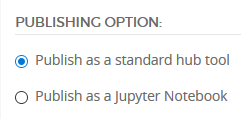 PUBLISHING OPTION:
Publish as a standard hub tool
Publish as a Jupyter Notebook